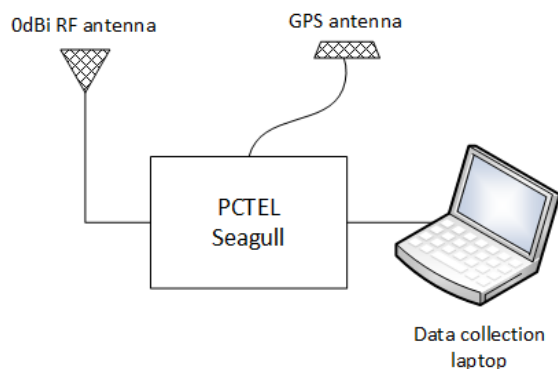 0dBi RF antenna
GPS antenna
PCTEL
Seagull
Data collection
laptop